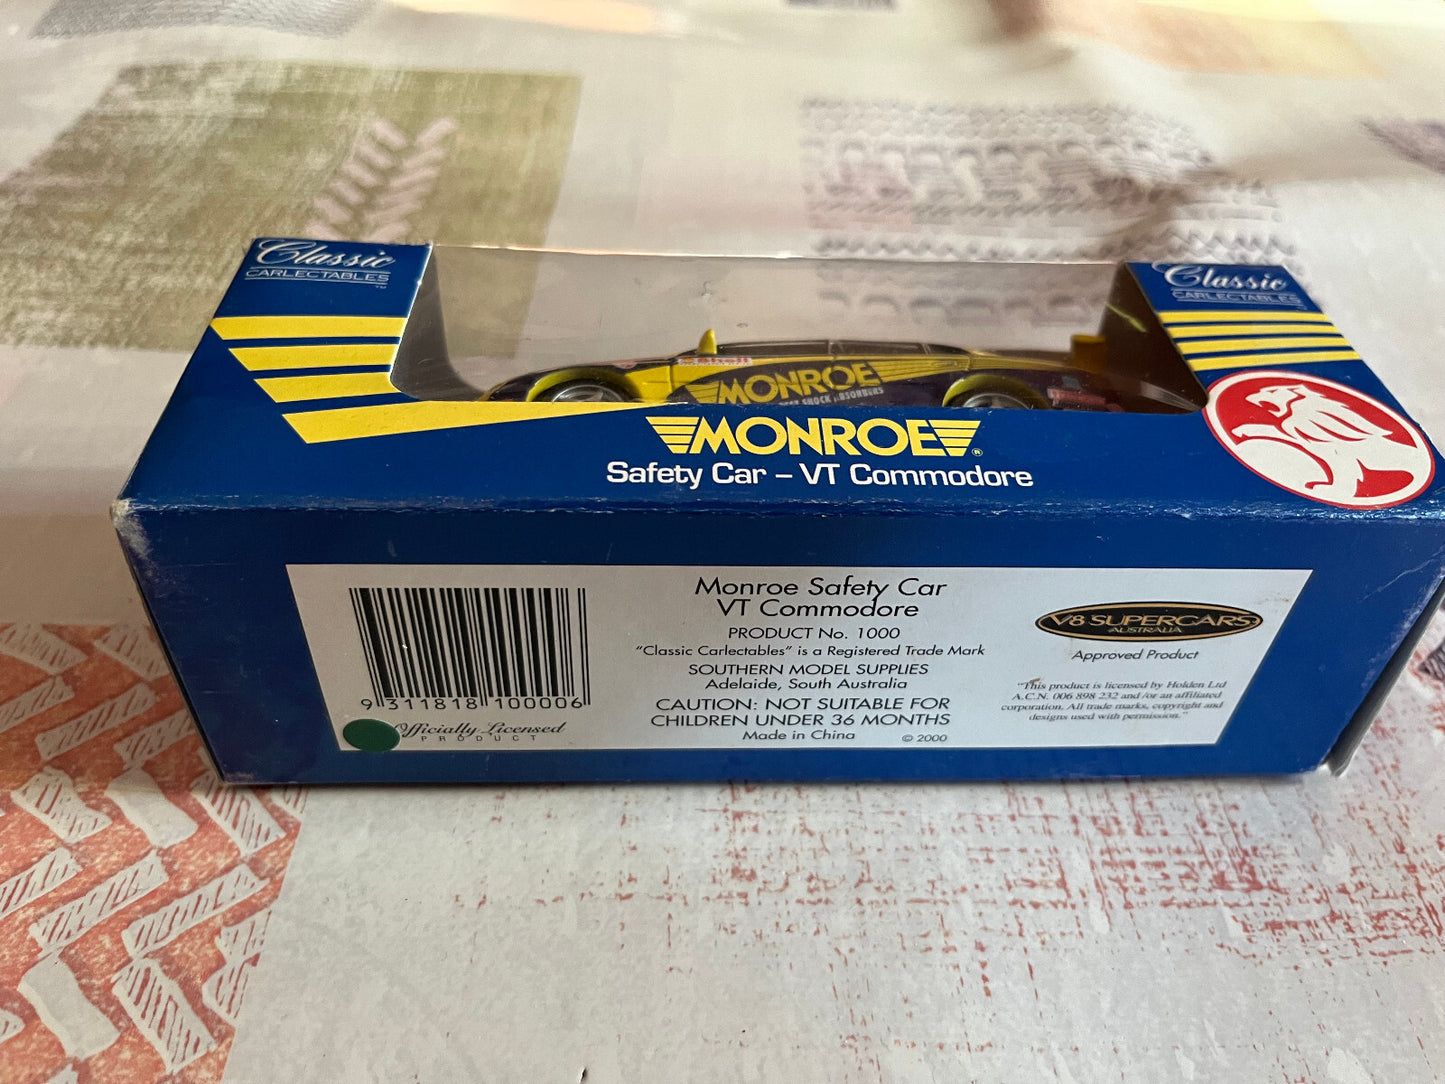 Classic
CARLECTABLES™
Classic
CARLECTABLES
Shell
MONROE
SHOCK ABSORBERS
MONROE®
Safety Car – VT Commodore
9 311818 100006
Officially Licensed
PRODUCT
Monroe Safety Car
VT Commodore
PRODUCT No. 1000
"Classic Carlectables" is a Registered Trade Mark
SOUTHERN MODEL SUPPLIES
Adelaide, South Australia
CAUTION: NOT SUITABLE FOR
CHILDREN UNDER 36 MONTHS
Made in China © 2000
V8 SUPERCARS
AUSTRALIA
Approved Product
"This product is licensed by Holden Ltd
A.C.N. 006 898 232 and/or an affiliated
corporation. All trade marks, copyright and
designs used with permission."